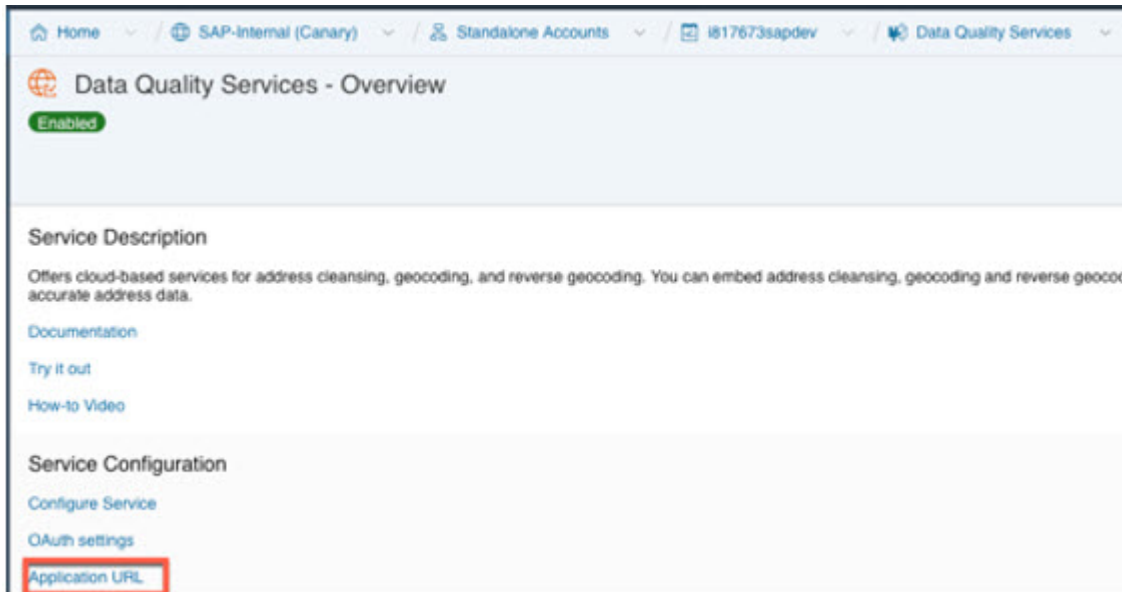 Home / SAP-Internal (Canary) / Standalone Accounts / i817673sapdev / Data Quality Services
Data Quality Services - Overview
Enabled
Service Description
Offers cloud-based services for address cleansing, geocoding, and reverse geocoding. You can embed address cleansing, geocoding and reverse geocod
accurate address data.
Documentation
Try it out
How-to Video
Service Configuration
Configure Service
OAuth settings
Application URL